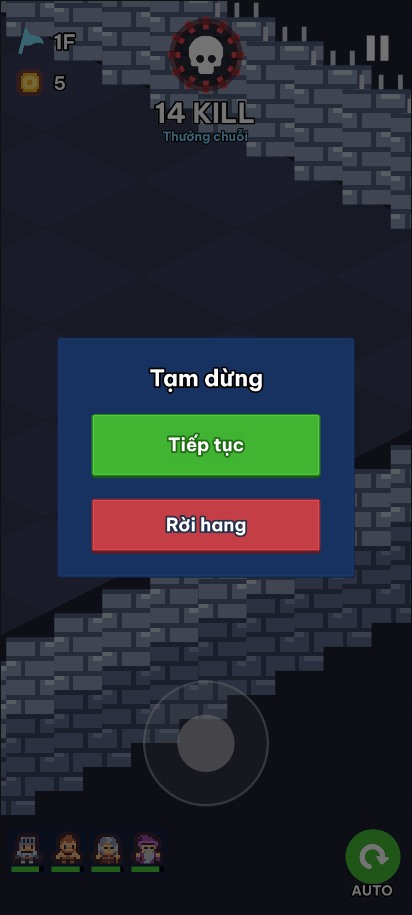 1F
5
14 KILL
Thưởng chuỗi
Tạm dừng
Tiếp tục
Rời hang
AUTO